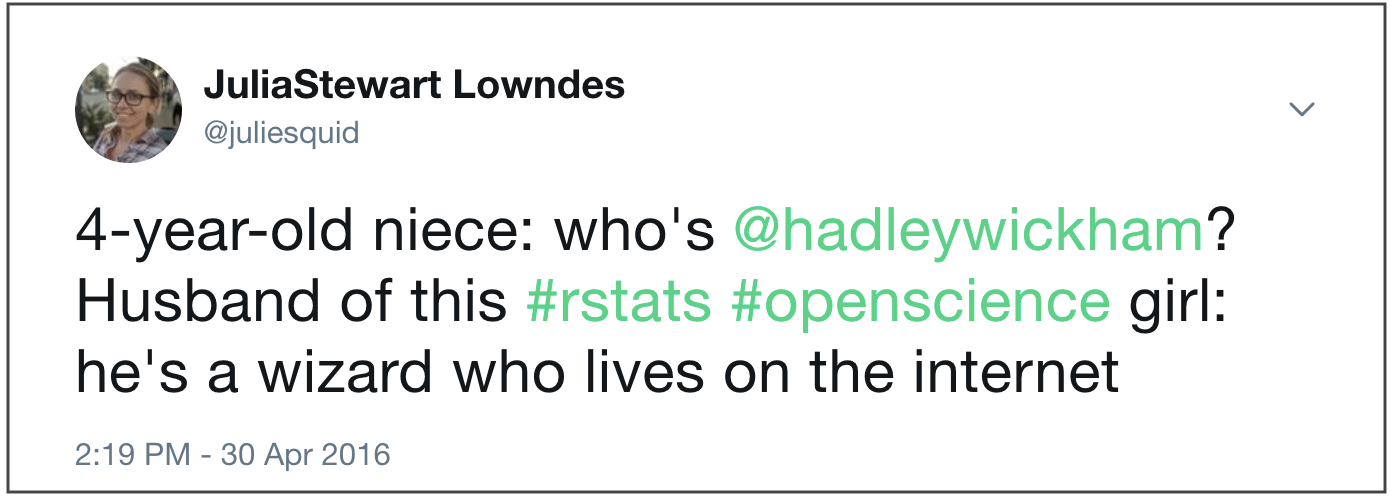 JuliaStewart Lowndes
@juliesquid
4-year-old niece: who's @hadleywickham?
Husband of this #rstats #openscience girl:
he's a wizard who lives on the internet
2:19 PM - 30 Apr 2016